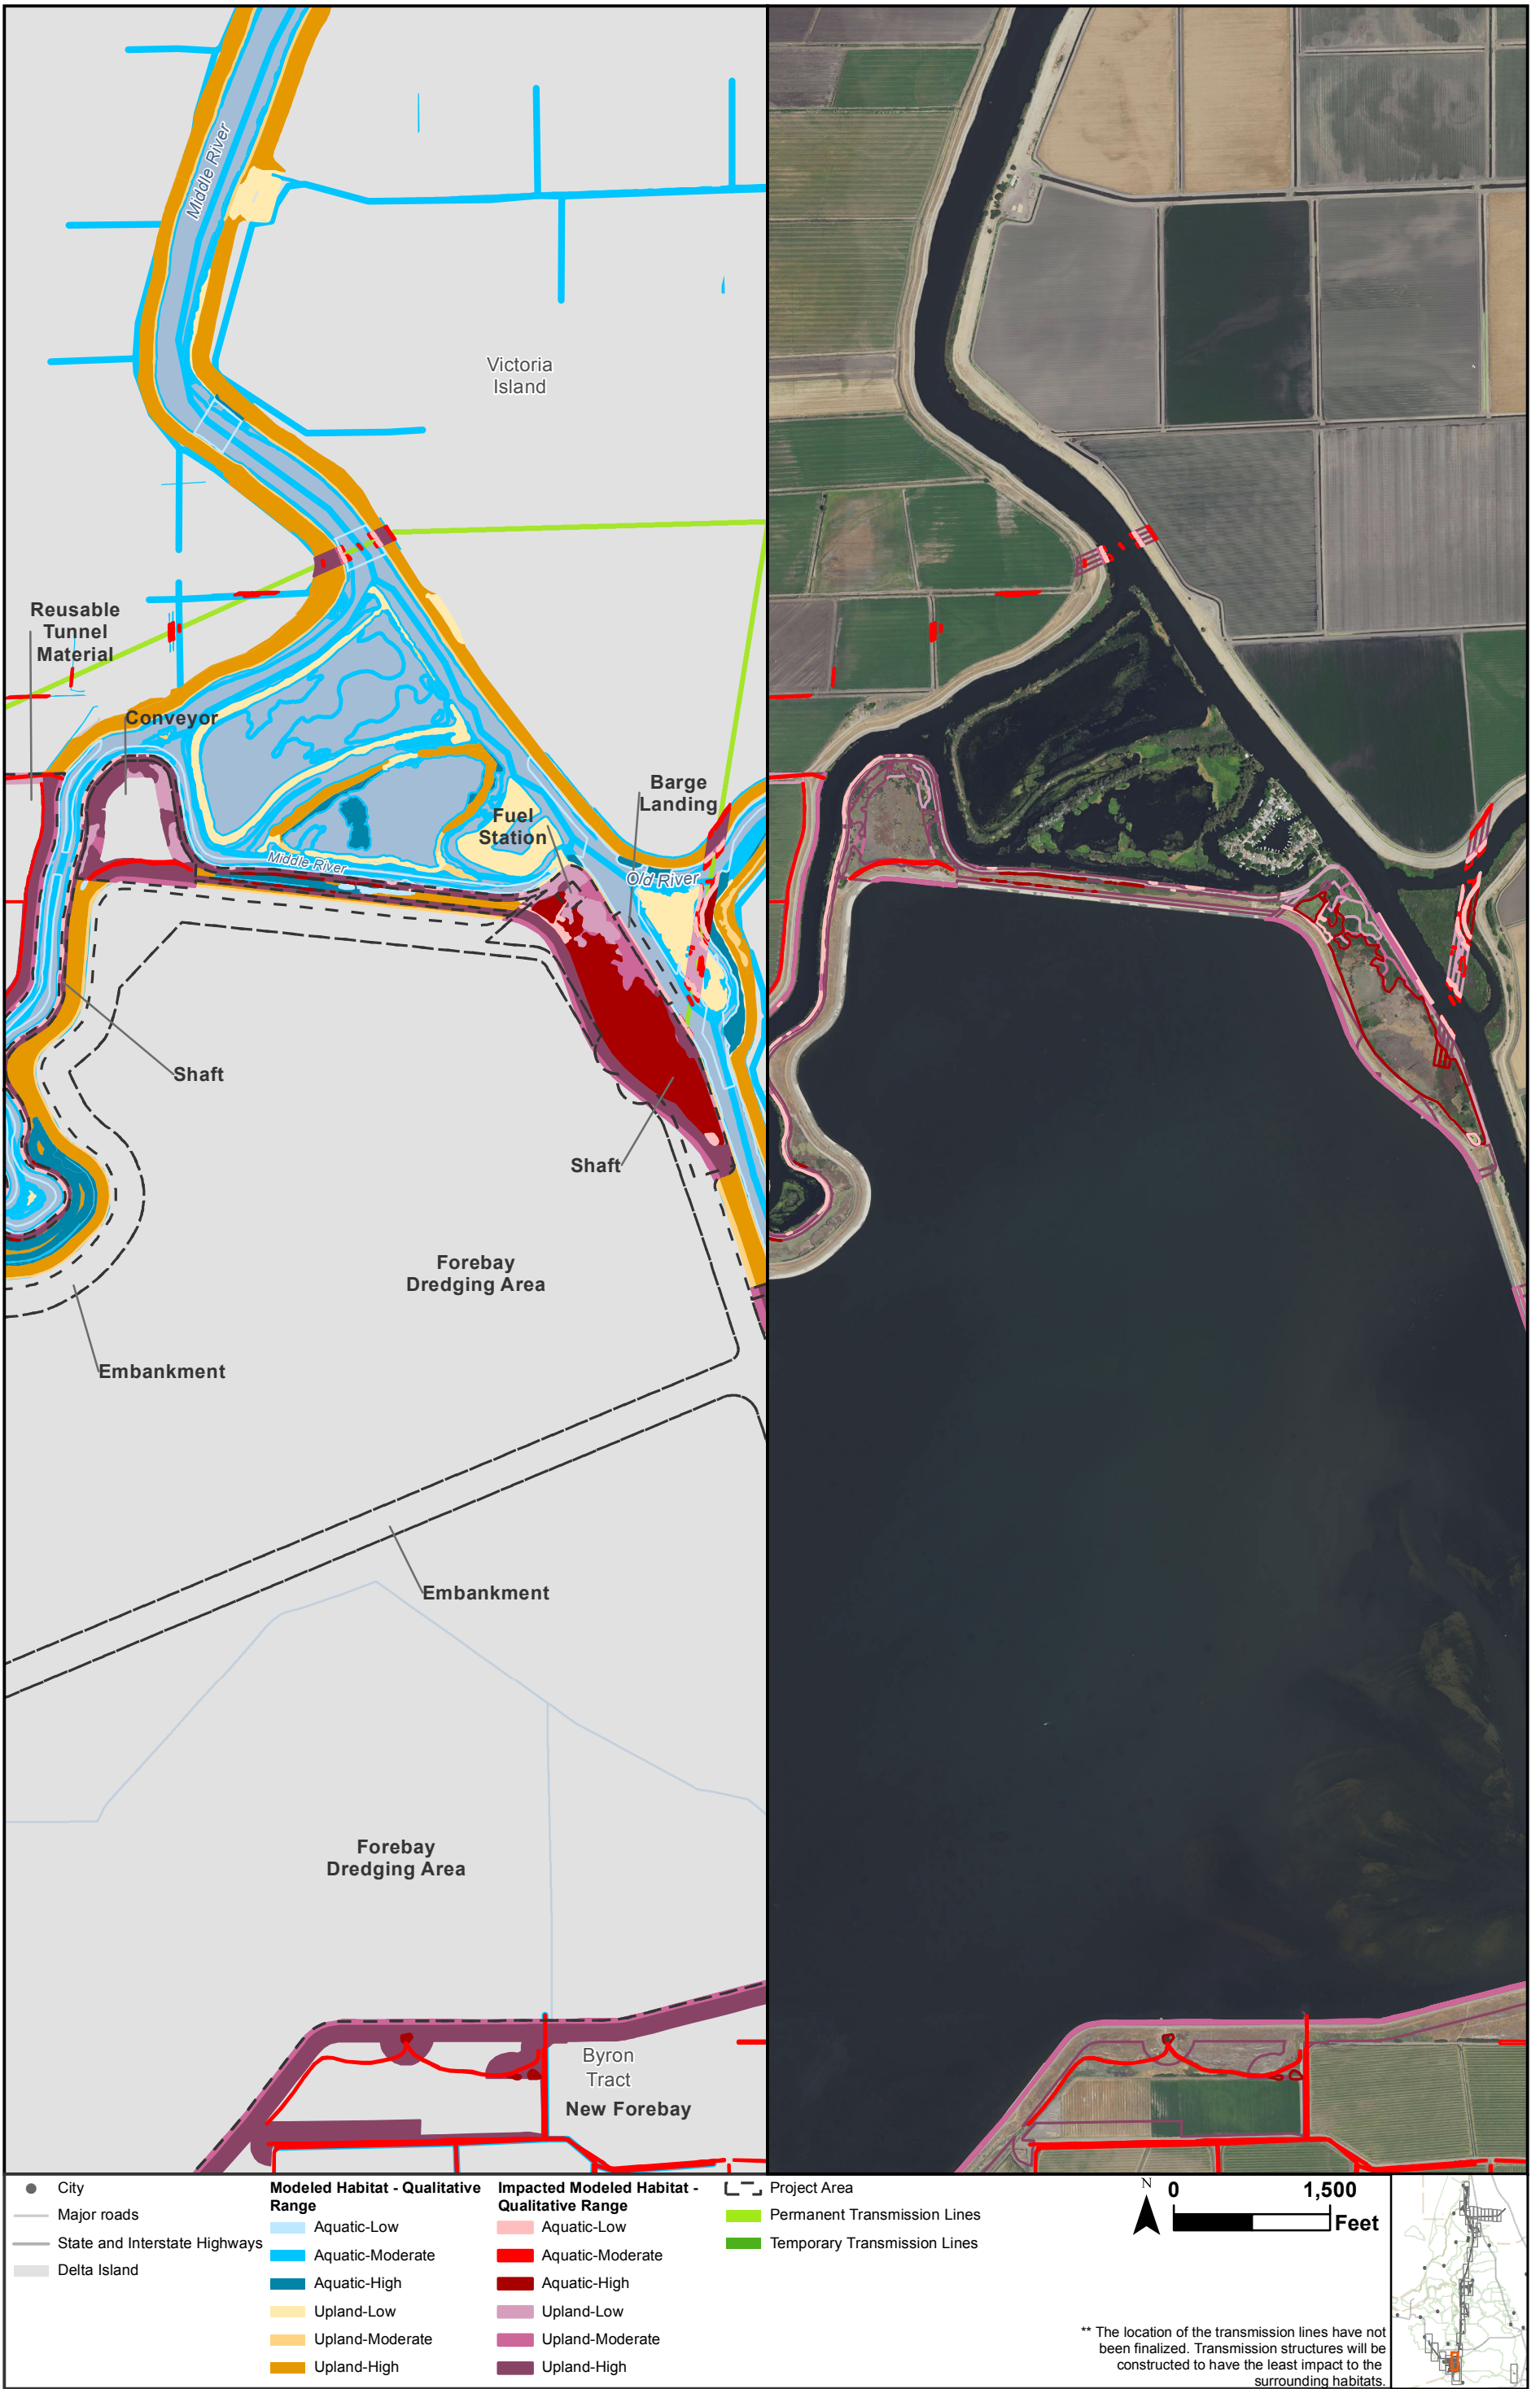 Middle River
Victoria
Island
Reusable
Tunnel
Material
Conveyor
Barge
Landing
Fuel
Station
Middle River
Old River
Shaft
Shaft
Forebay
Dredging Area
Embankment
Embankment
Forebay
Dredging Area
Byron
Tract
New Forebay
City
Major roads
State and Interstate Highways
Delta Island
Modeled Habitat - Qualitative
Range
Aquatic-Low
Aquatic-Moderate
Aquatic-High
Upland-Low
Upland-Moderate
Upland-High
Impacted Modeled Habitat -
Qualitative Range
Aquatic-Low
Aquatic-Moderate
Aquatic-High
Upland-Low
Upland-Moderate
Upland-High
Project Area
Permanent Transmission Lines
Temporary Transmission Lines
N
0 1,500
Feet
** The location of the transmission lines have not
been finalized. Transmission structures will be
constructed to have the least impact to the
surrounding habitats.